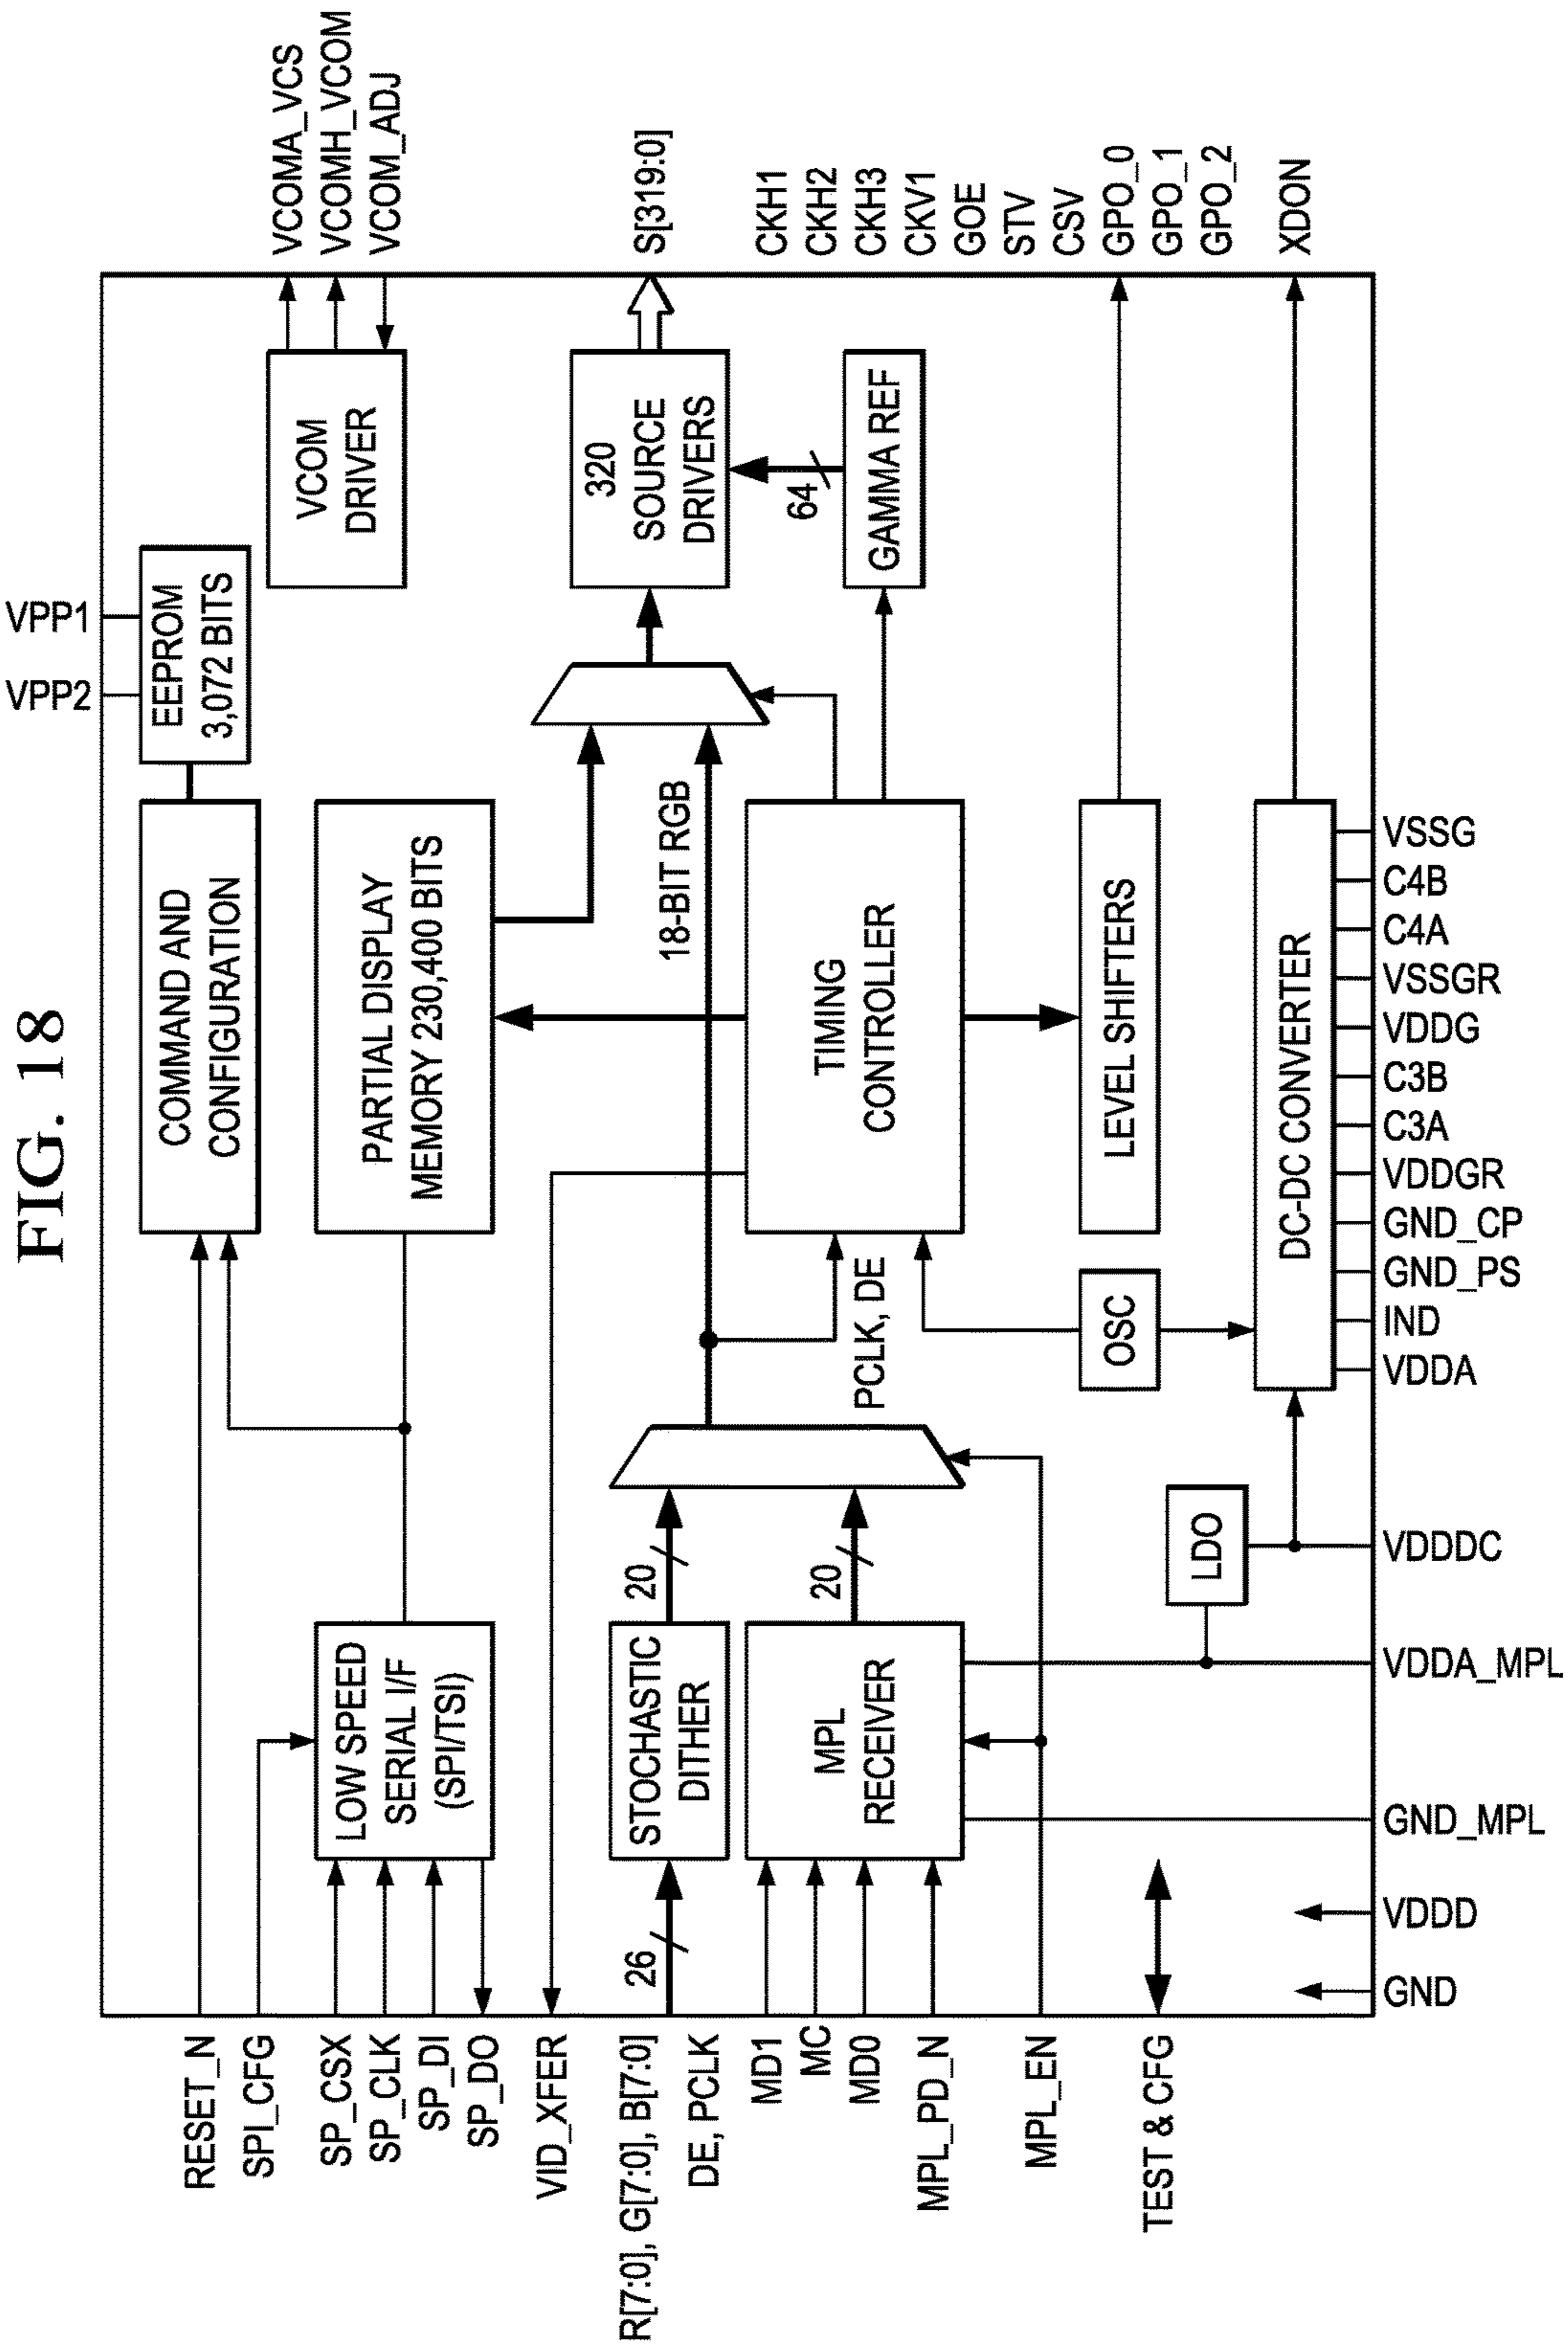 FIG. 18
VPP2
VPP1
RESET_N
SPI_CFG
SP_CSX
SP_CLK
SP_DI
SP_DO
VID_XFER
R[7:0], G[7:0], B[7:0]
DE, PCLK
MD1
MC
MD0
MPL_PD_N
MPL_EN
TEST & CFG
COMMAND AND
CONFIGURATION
EEPROM
3,072 BITS
LOW SPEED
SERIAL I/F
(SPI/TSI)
PARTIAL DISPLAY
MEMORY 230,400 BITS
VCOM
DRIVER
26
STOCHASTIC
DITHER
20
MPL
RECEIVER
20
18-BIT RGB
PCLK, DE
TIMING
CONTROLLER
320
SOURCE
DRIVERS
64
GAMMA REF
OSC
LEVEL SHIFTERS
LDO
DC-DC CONVERTER
VCOMA_VCS
VCOMH_VCOM
VCOM_ADJ
S[319:0]
CKH1
CKH2
CKH3
CKV1
GOE
STV
CSV
GPO_0
GPO_1
GPO_2
XDON
GND
VDDD
GND_MPL
VDDA_MPL
VDDDC
VDDA
IND
GND_PS
GND_CP
VDDGR
C3A
C3B
VDDG
VSSGR
C4A
C4B
VSSG